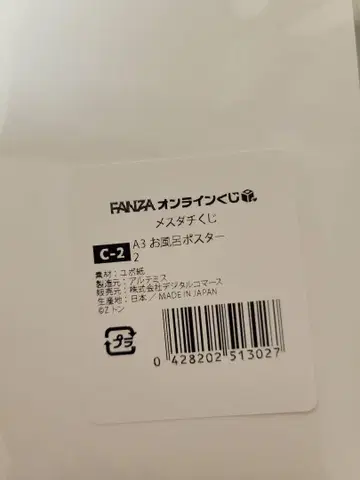 FANZA オンラインくじ
メスダチくじ
C-2 A3 お風呂ポスター
2
素材：ユポ紙
製造元：アルテミス
販売元：株式会社デジタルコマース
生産地：日本 / MADE IN JAPAN
©Z トン
プラ
0 428202 513027